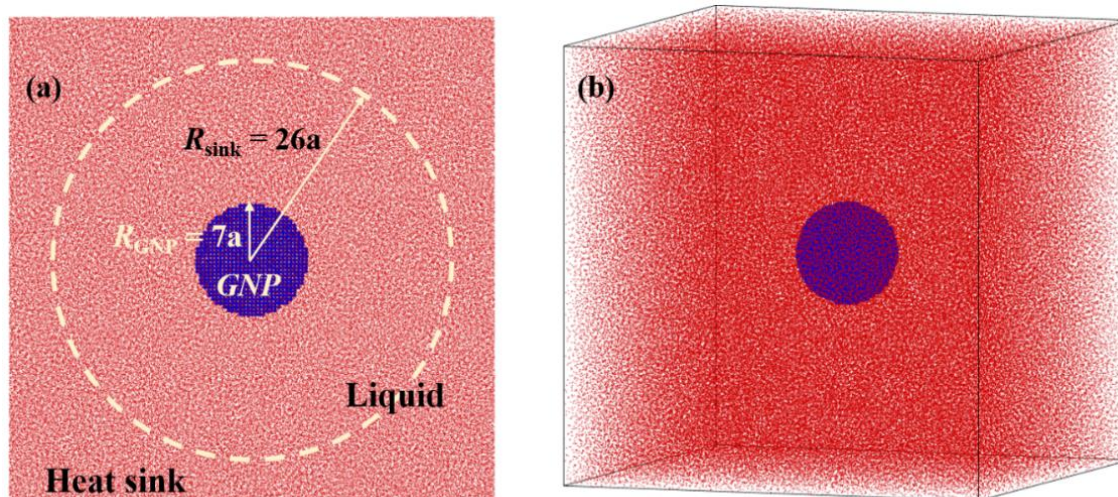 (a)
R_sink = 26a
R_GNP = 7a
GNP
Liquid
Heat sink
(b)